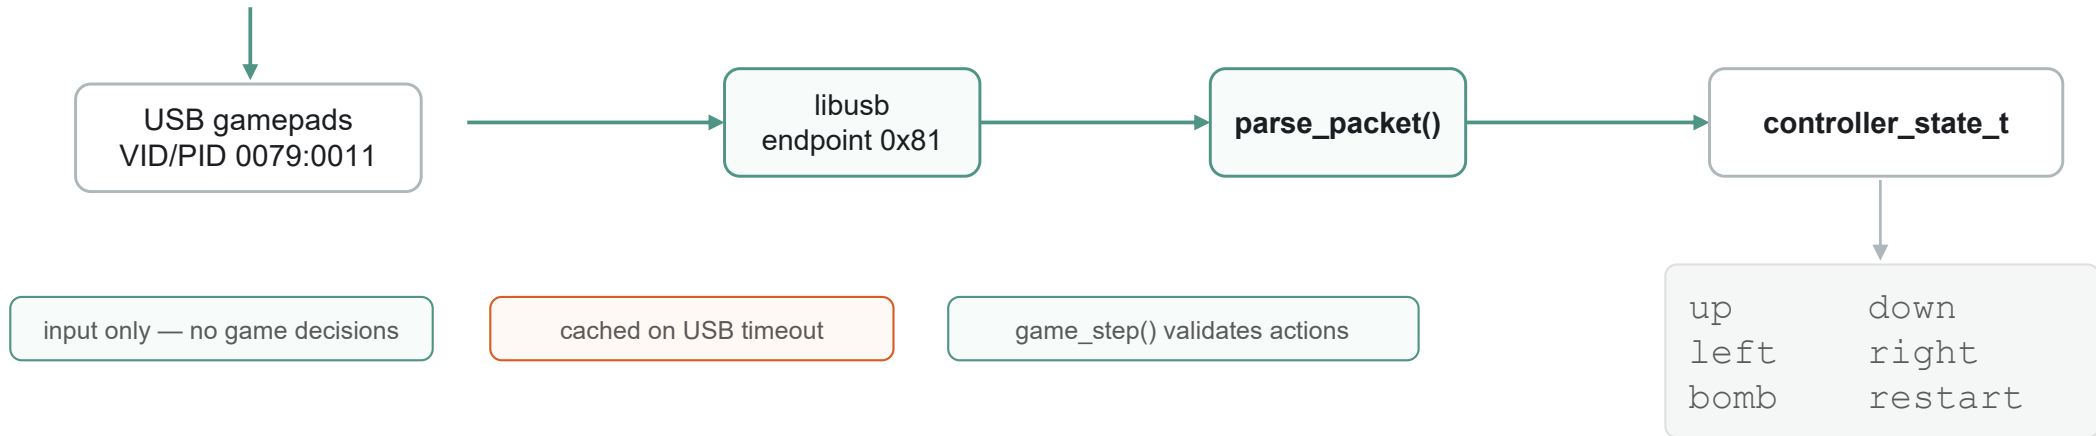 USB gamepads
VID/PID 0079:0011
libusb
endpoint 0x81
parse_packet()
controller_state_t
input only — no game decisions
cached on USB timeout
game_step() validates actions
up down
left right
bomb restart